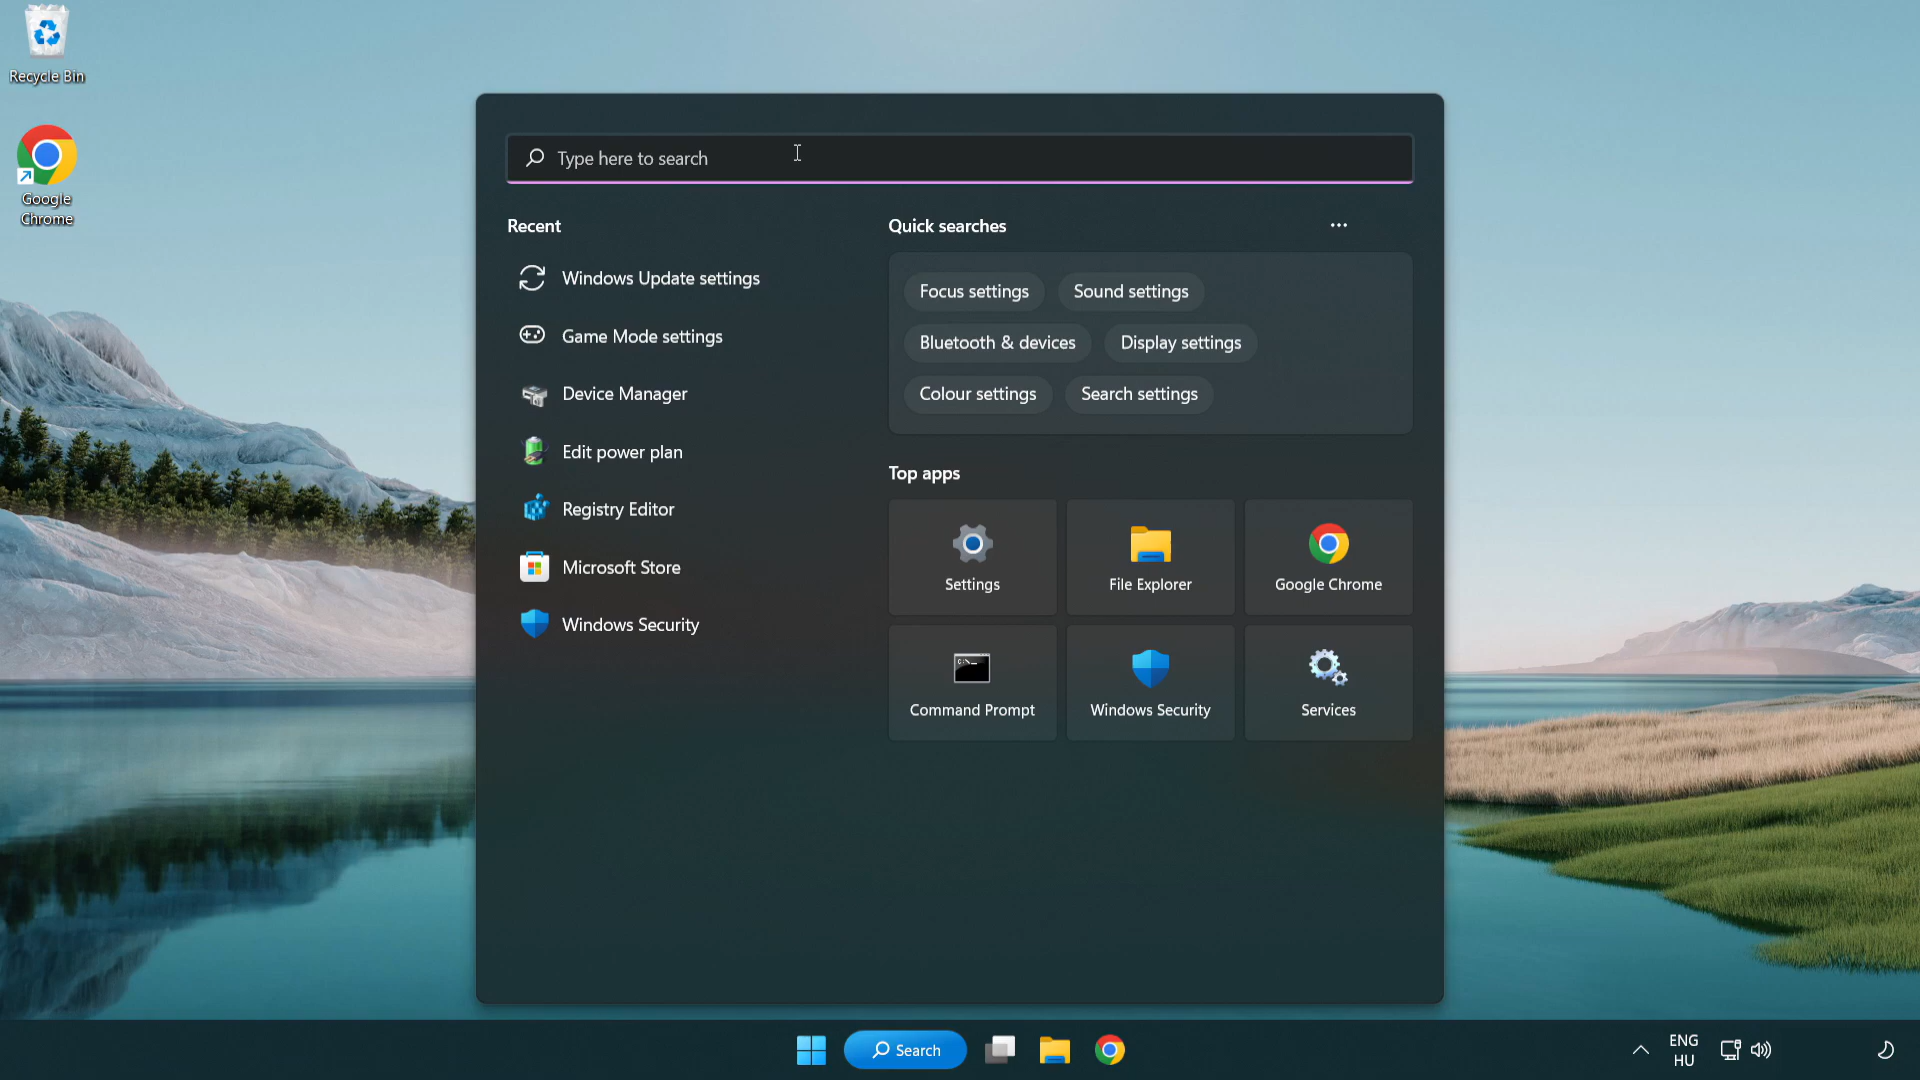 Recycle Bin
Google
Chrome
Type here to search
Recent
Windows Update settings
Game Mode settings
Device Manager
Edit power plan
Registry Editor
Microsoft Store
Windows Security
Quick searches
Focus settings
Sound settings
Bluetooth & devices
Display settings
Colour settings
Search settings
Top apps
Settings
File Explorer
Google Chrome
Command Prompt
Windows Security
Services
Search
ENG
HU